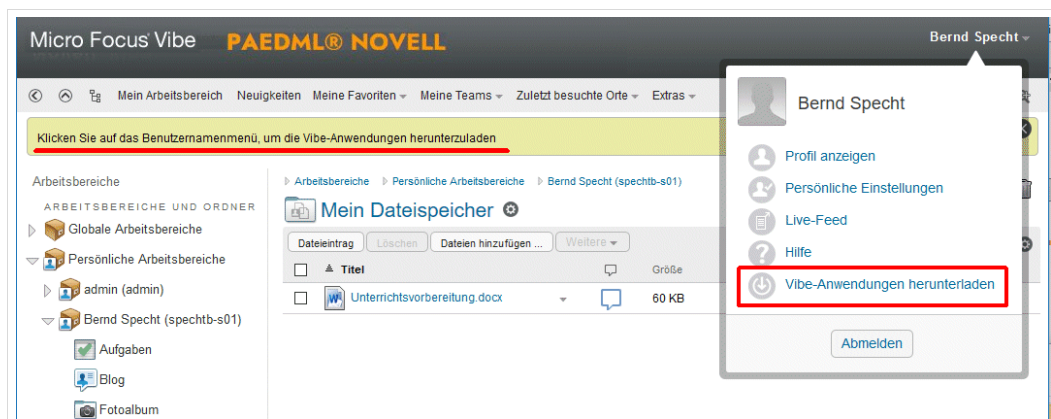 Micro Focus Vibe PAEDML® NOVELL Bernd Specht
Mein Arbeitsbereich Neuigkeiten Meine Favoriten Meine Teams Zuletzt besuchte Orte Extras
Klicken Sie auf das Benutzernamenmenü, um die Vibe-Anwendungen herunterzuladen
Arbeitsbereiche
ARBEITSBEREICHE UND ORDNER
Globale Arbeitsbereiche
Persönliche Arbeitsbereiche
admin (admin)
Bernd Specht (spechtb-s01)
Aufgaben
Blog
Fotoalbum
Arbeitsbereiche Persönliche Arbeitsbereiche Bernd Specht (spechtb-s01)
Mein Dateispeicher
Dateieintrag Löschen Dateien hinzufügen ... Weitere
Titel Größe
Unterrichtsvorbereitung.docx 60 KB
Bernd Specht
Profil anzeigen
Persönliche Einstellungen
Live-Feed
Hilfe
Vibe-Anwendungen herunterladen
Abmelden